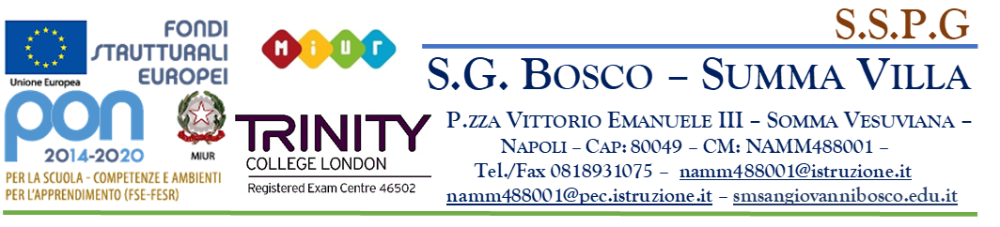 FONDI
STRUTTURALI
EUROPEI
Unione Europea
pon
2014-2020
MIUR
PER LA SCUOLA - COMPETENZE E AMBIENTI
PER L'APPRENDIMENTO (FSE-FESR)
MIUR
TRINITY
COLLEGE LONDON
Registered Exam Centre 46502
S.S.P.G
S.G. BOSCO – SUMMA VILLA
P.ZZA VITTORIO EMANUELE III – SOMMA VESUVIANA –
NAPOLI – CAP: 80049 – CM: NAMM488001 –
Tel./Fax 0818931075 – namm488001@istruzione.it
namm488001@pec.istruzione.it – smsangiovannibosco.edu.it